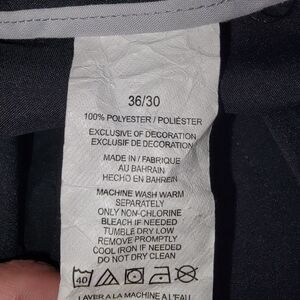 36/30
100% POLYESTER / POLIÉSTER
EXCLUSIVE OF DECORATION
EXCLUSIF DE DECORATION
MADE IN / FABRIQUE
AU BAHRAIN
HECHO EN BAHREIN
MACHINE WASH WARM
SEPARATELY
ONLY NON-CHLORINE
BLEACH IF NEEDED
TUMBLE DRY LOW
REMOVE PROMPTLY
COOL IRON IF NEEDED
DO NOT DRY CLEAN
40
LAVER A LA MACHINE A L'EAU